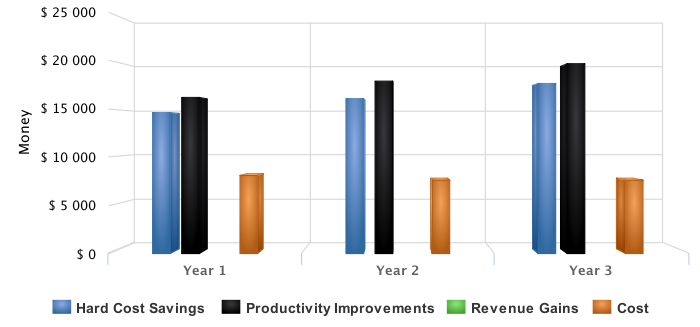 $ 25 000
$ 20 000
$ 15 000
$ 10 000
$ 5 000
$ 0
Money
Year 1 Year 2 Year 3
Hard Cost Savings Productivity Improvements Revenue Gains Cost